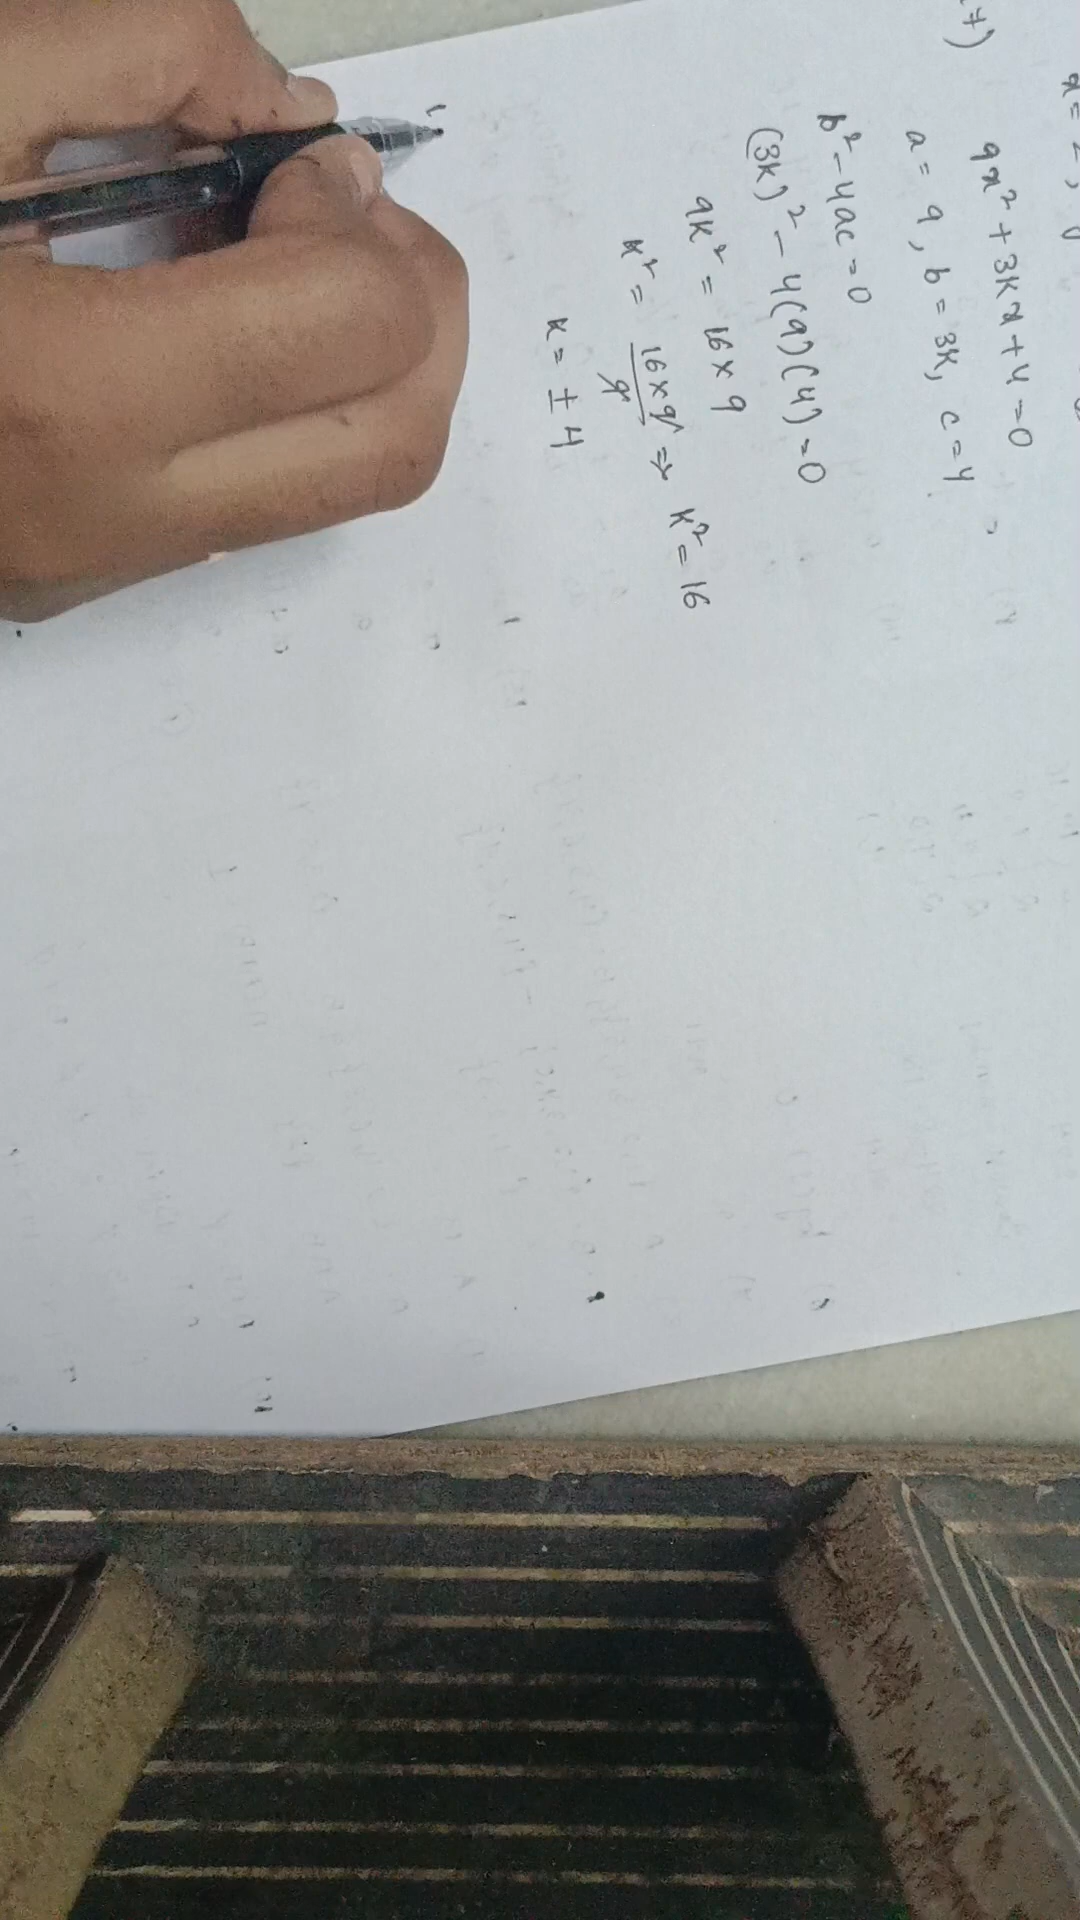 x =
7)
9x² + 3kx + 4 = 0
a = 9, b = 3k, c = 4
b² - 4ac = 0
(3k)² - 4(9)(4) = 0
9k² = 16 × 9
k² = 16 × 9 / 9 ⇒ k² = 16
k = ± 4